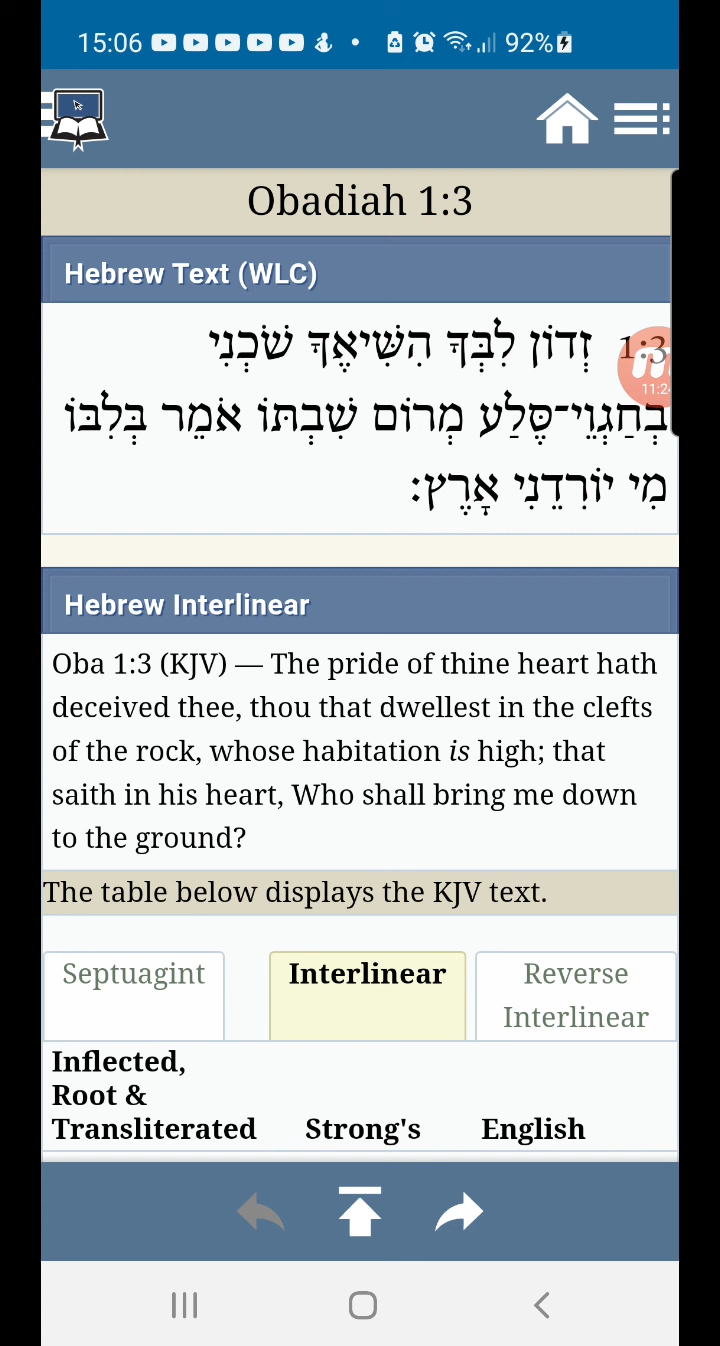 15:06
92%
Obadiah 1:3
Hebrew Text (WLC)
1:3 זְדוֹן לִבְּךָ הִשִּׁיאֶךָ שֹׁכְנִי
בְחַגְוֵי־סֶּלַע מְרוֹם שִׁבְתּוֹ אֹמֵר בְּלִבּוֹ
מִי יוֹרִדֵנִי אָרֶץ׃
Hebrew Interlinear
Oba 1:3 (KJV) — The pride of thine heart hath
deceived thee, thou that dwellest in the clefts
of the rock, whose habitation is high; that
saith in his heart, Who shall bring me down
to the ground?
The table below displays the KJV text.
Septuagint
Interlinear
Reverse
Interlinear
Inflected,
Root &
Transliterated Strong's English